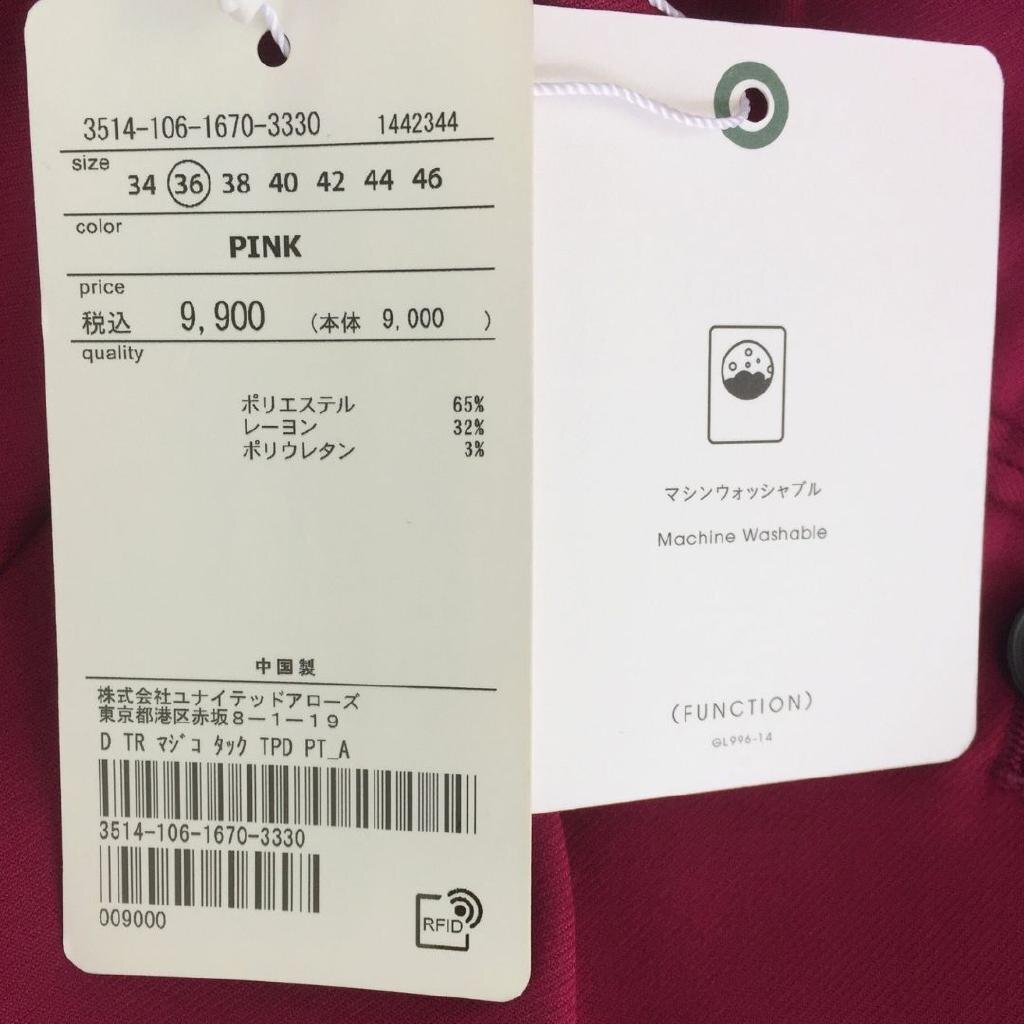 3514-106-1670-3330 1442344
size
34 36 38 40 42 44 46
color
PINK
price
税込 9,900 (本体 9,000 )
quality
ポリエステル 65%
レーヨン 32%
ポリウレタン 3%
中国製
株式会社ユナイテッドアローズ
東京都港区赤坂8-1-19
D TR マジコ タック TPD PT_A
3514-106-1670-3330
009000
RFID
マシンウォッシャブル
Machine Washable
(FUNCTION)
GL996-14